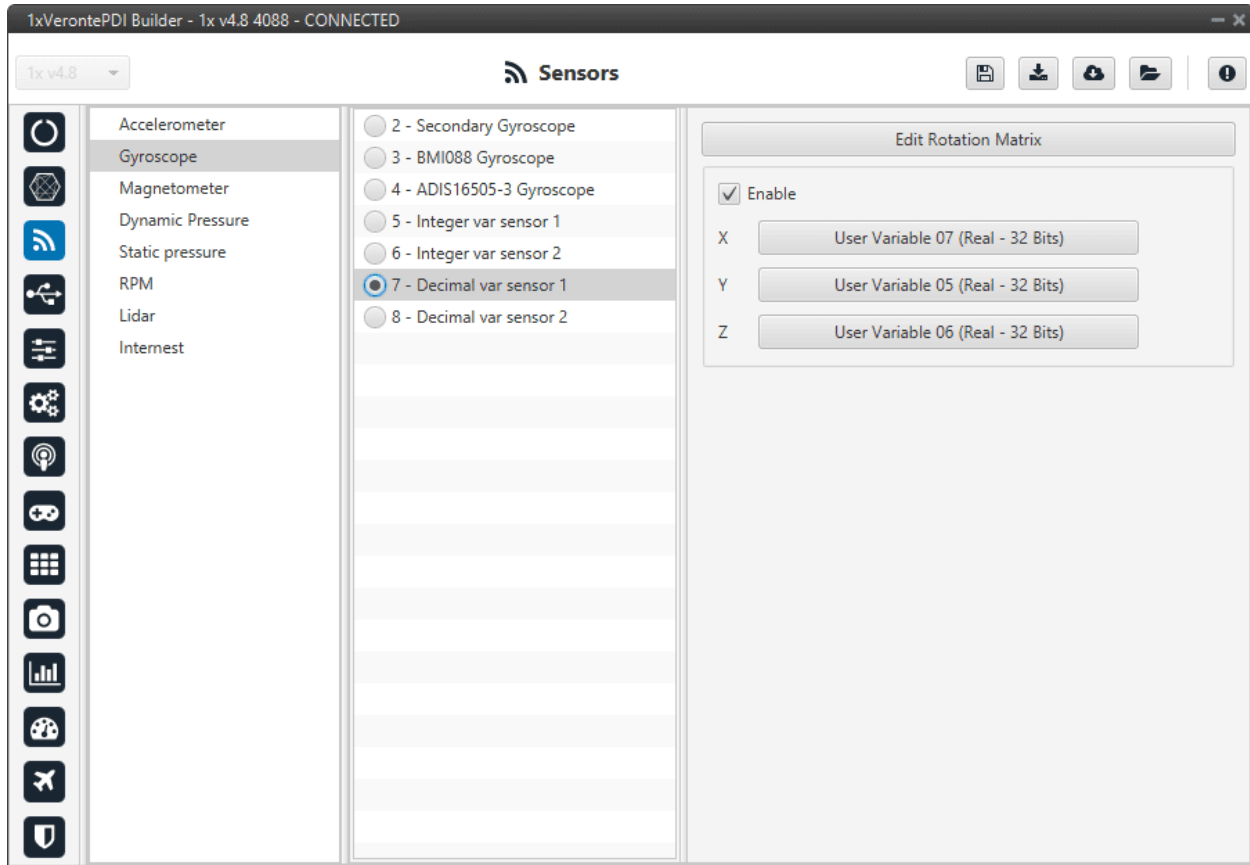 1xVerontePDI Builder - 1x v4.8 4088 - CONNECTED
1x v4.8
Sensors
Accelerometer
Gyroscope
Magnetometer
Dynamic Pressure
Static pressure
RPM
Lidar
Internest
2 - Secondary Gyroscope
3 - BMI088 Gyroscope
4 - ADIS16505-3 Gyroscope
5 - Integer var sensor 1
6 - Integer var sensor 2
7 - Decimal var sensor 1
8 - Decimal var sensor 2
Edit Rotation Matrix
Enable
X User Variable 07 (Real - 32 Bits)
Y User Variable 05 (Real - 32 Bits)
Z User Variable 06 (Real - 32 Bits)